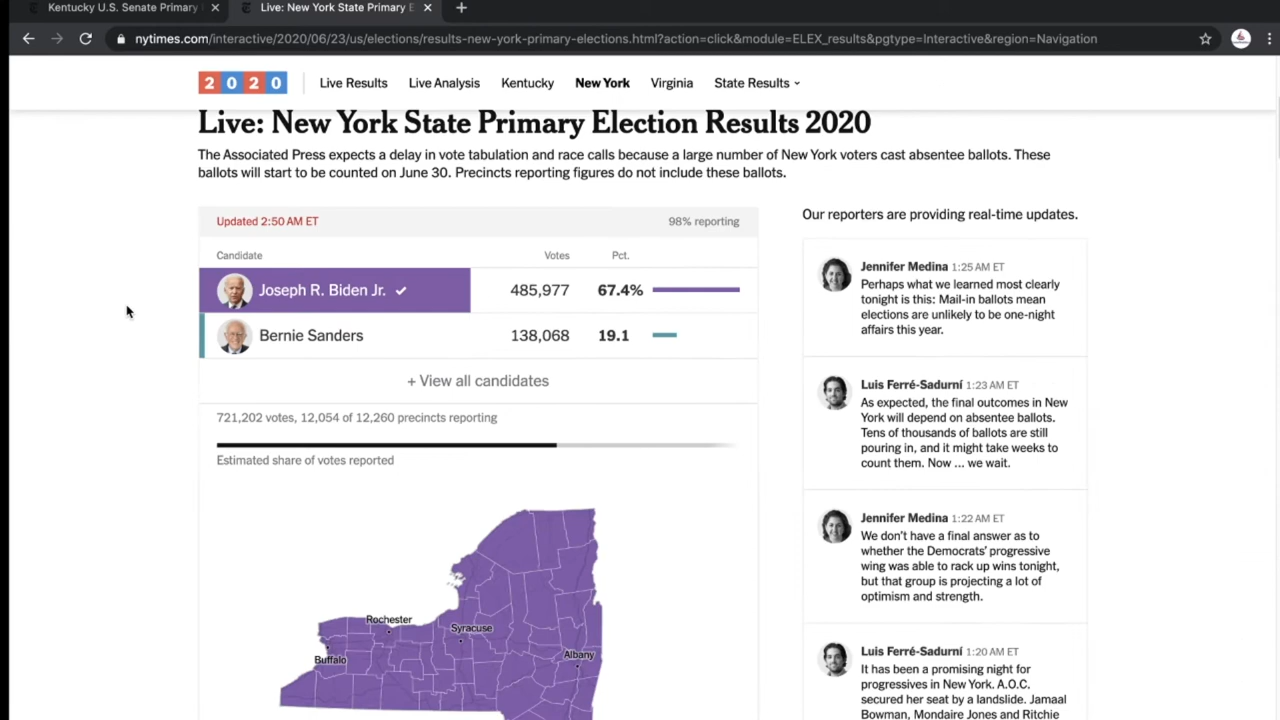 Kentucky U.S. Senate Primary
Live: New York State Primary E
nytimes.com/interactive/2020/06/23/us/elections/results-new-york-primary-elections.html?action=click&module=ELEX_results&pgtype=Interactive&region=Navigation
2020 Live Results Live Analysis Kentucky New York Virginia State Results
Live: New York State Primary Election Results 2020
The Associated Press expects a delay in vote tabulation and race calls because a large number of New York voters cast absentee ballots. These
ballots will start to be counted on June 30. Precincts reporting figures do not include these ballots.
Updated 2:50 AM ET 98% reporting
Candidate Votes Pct.
Joseph R. Biden Jr. ✓ 485,977 67.4%
Bernie Sanders 138,068 19.1
+ View all candidates
721,202 votes, 12,054 of 12,260 precincts reporting
Estimated share of votes reported
Rochester
Syracuse
Buffalo
Albany
Our reporters are providing real-time updates.
Jennifer Medina 1:25 AM ET
Perhaps what we learned most clearly
tonight is this: Mail-in ballots mean
elections are unlikely to be one-night
affairs this year.
Luis Ferré-Sadurní 1:23 AM ET
As expected, the final outcomes in New
York will depend on absentee ballots.
Tens of thousands of ballots are still
pouring in, and it might take weeks to
count them. Now ... we wait.
Jennifer Medina 1:22 AM ET
We don't have a final answer as to
whether the Democrats' progressive
wing was able to rack up wins tonight,
but that group is projecting a lot of
optimism and strength.
Luis Ferré-Sadurní 1:20 AM ET
It has been a promising night for
progressives in New York. A.O.C.
secured her seat by a landslide. Jamaal
Bowman, Mondaire Jones and Ritchie